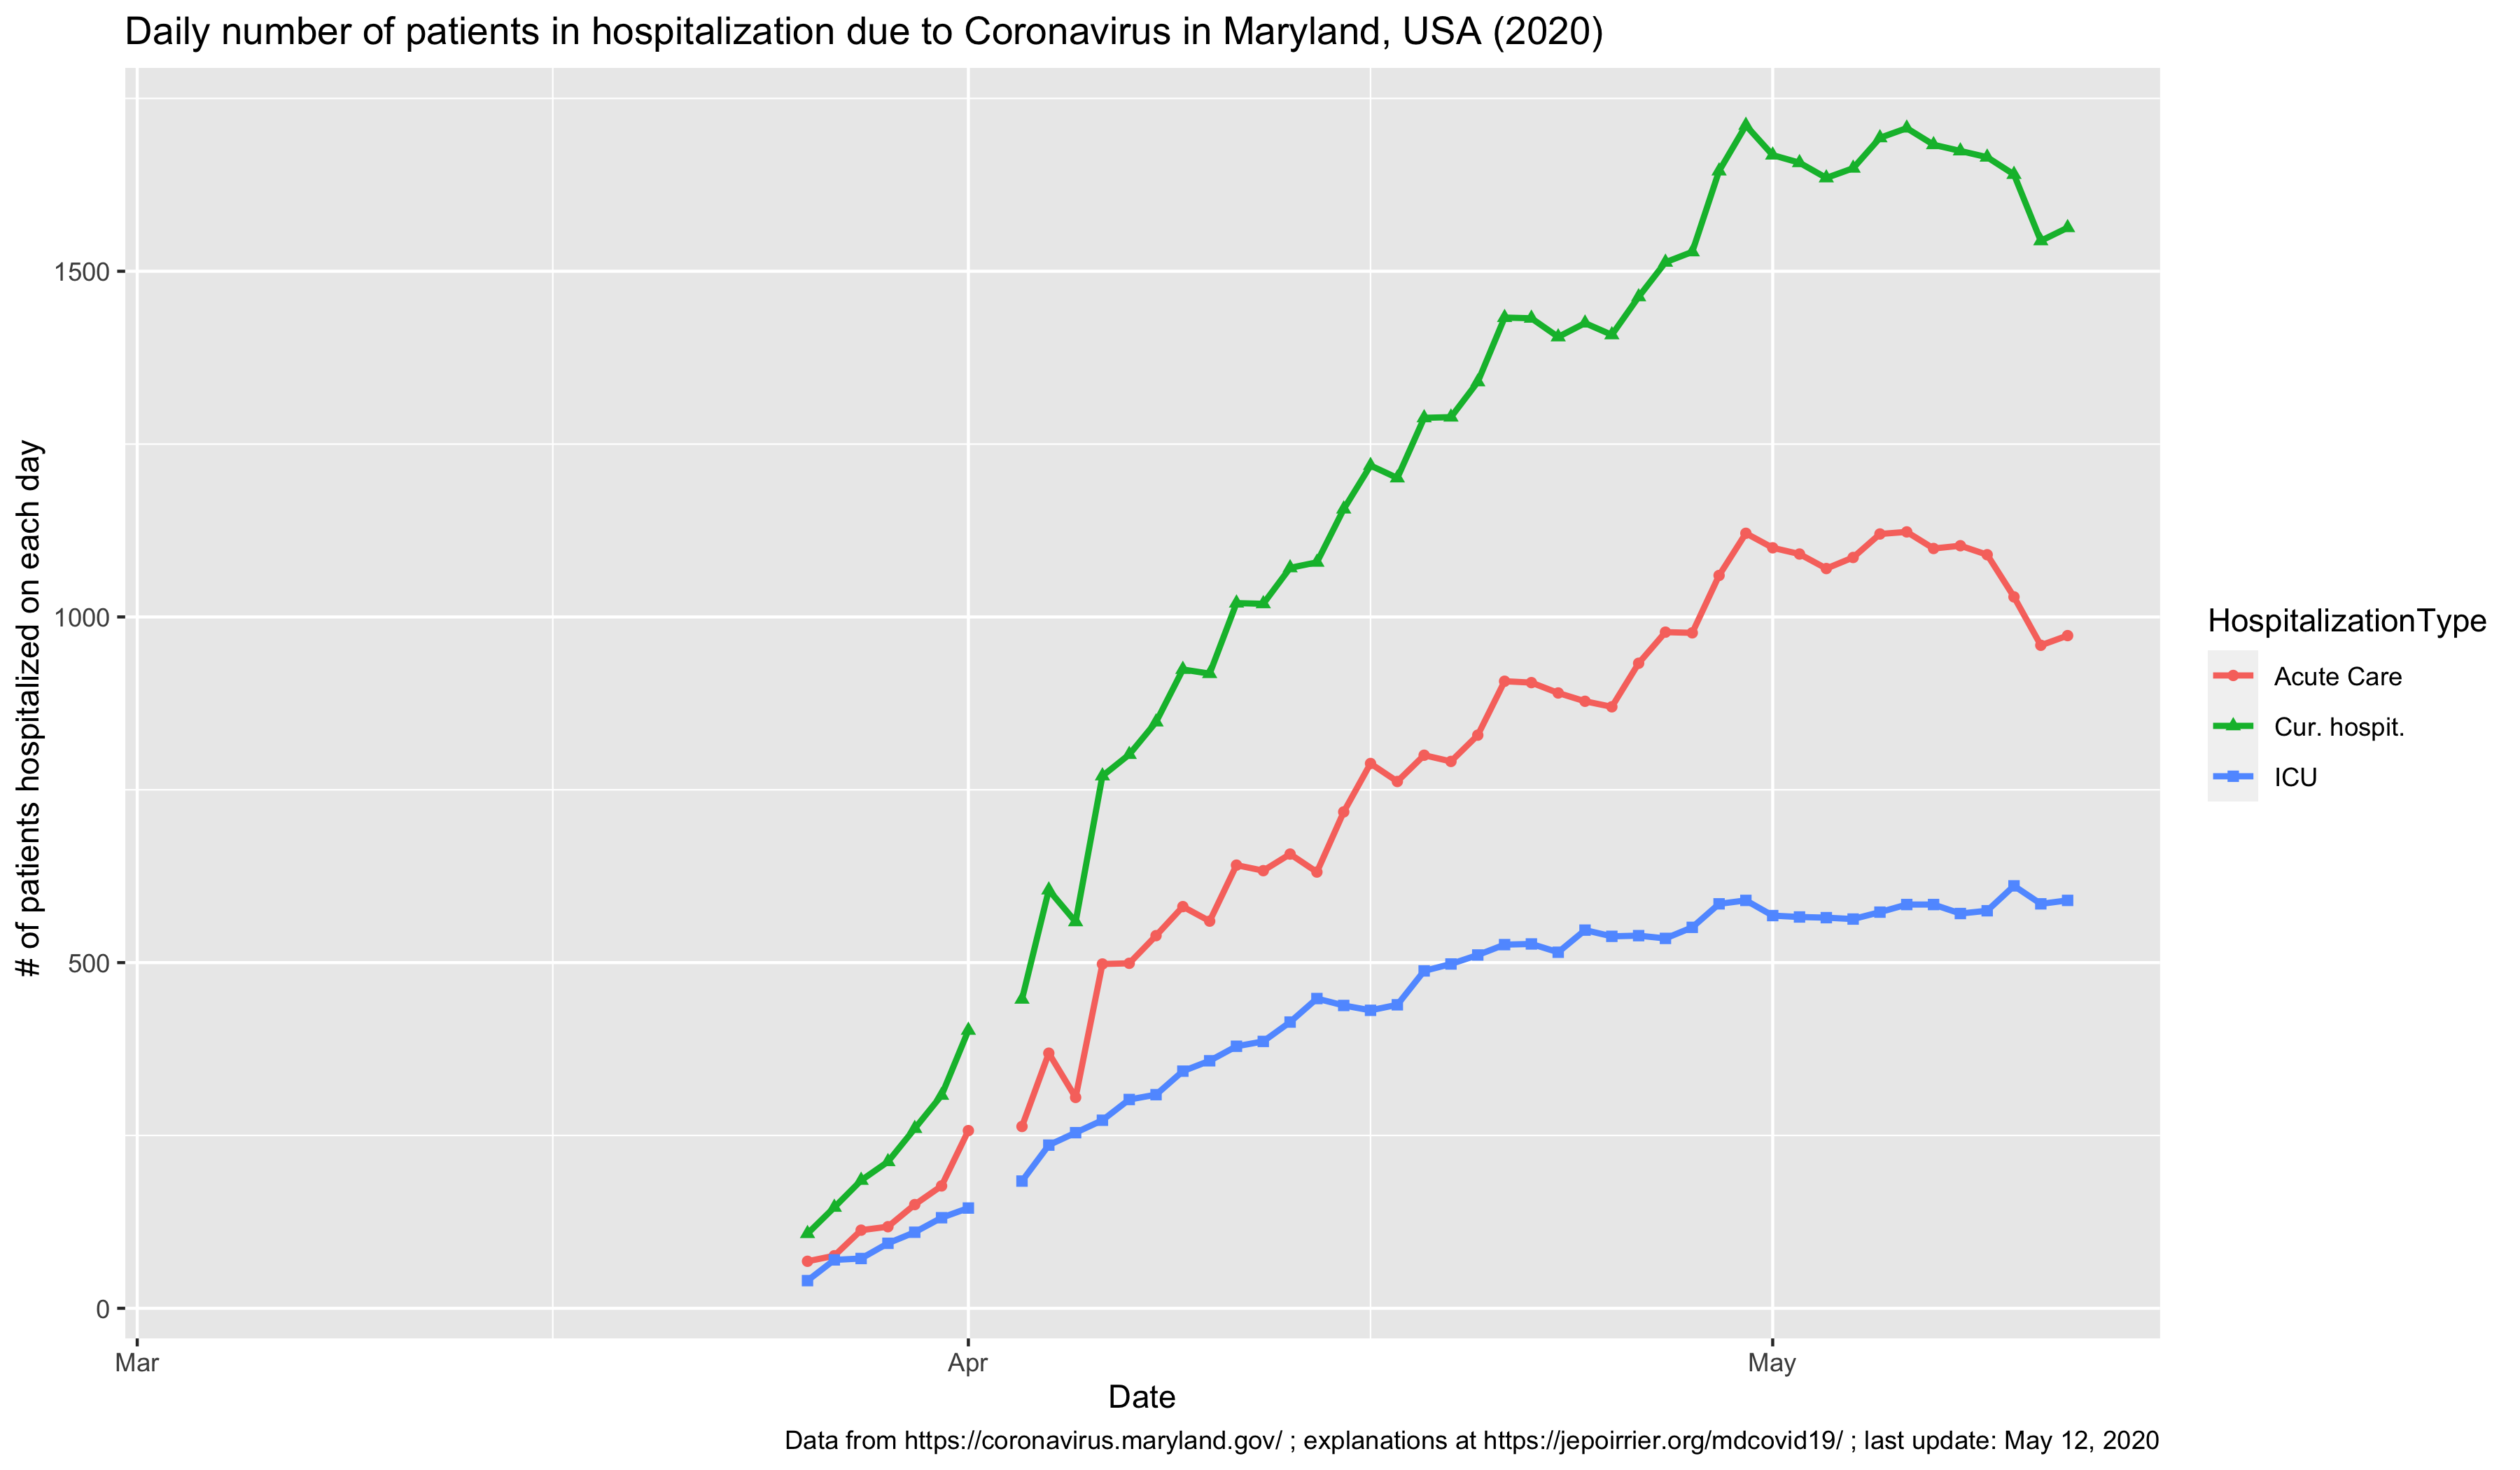 Daily number of patients in hospitalization due to Coronavirus in Maryland, USA (2020)
# of patients hospitalized on each day
1500
1000
500
0
Mar
Apr
May
Date
HospitalizationType
Acute Care
Cur. hospit.
ICU
Data from https://coronavirus.maryland.gov/ ; explanations at https://jepoirrier.org/mdcovid19/ ; last update: May 12, 2020